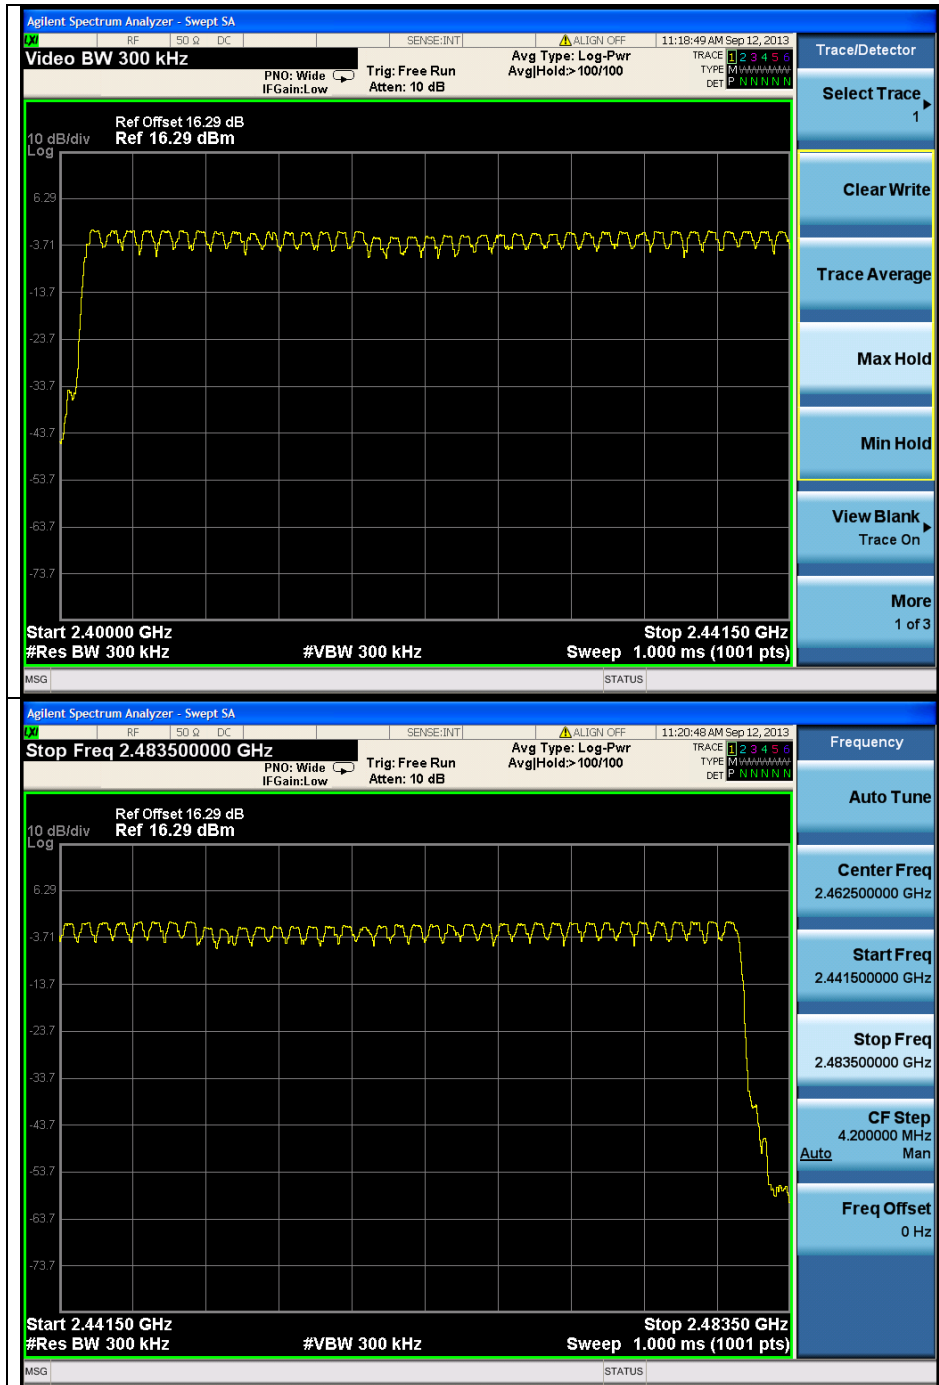 Agilent Spectrum Analyzer - Swept SA
LXI RF 50 Ω DC SENSE:INT ALIGN OFF 11:18:49 AM Sep 12, 2013
Video BW 300 kHz
PNO: Wide
IFGain:Low
Trig: Free Run
Atten: 10 dB
Avg Type: Log-Pwr
Avg|Hold:>100/100
TRACE 1 2 3 4 5 6
TYPE M
DET P N N N N N
Ref Offset 16.29 dB
10 dB/div Ref 16.29 dBm
Log
6.29
-3.71
-13.7
-23.7
-33.7
-43.7
-53.7
-63.7
-73.7
Start 2.40000 GHz Stop 2.44150 GHz
#Res BW 300 kHz #VBW 300 kHz Sweep 1.000 ms (1001 pts)
MSG STATUS
Trace/Detector
Select Trace
1
Clear Write
Trace Average
Max Hold
Min Hold
View Blank
Trace On
More
1 of 3
Agilent Spectrum Analyzer - Swept SA
LXI RF 50 Ω DC SENSE:INT ALIGN OFF 11:20:48 AM Sep 12, 2013
Stop Freq 2.483500000 GHz
PNO: Wide
IFGain:Low
Trig: Free Run
Atten: 10 dB
Avg Type: Log-Pwr
Avg|Hold:>100/100
TRACE 1 2 3 4 5 6
TYPE M
DET P N N N N N
Ref Offset 16.29 dB
10 dB/div Ref 16.29 dBm
Log
6.29
-3.71
-13.7
-23.7
-33.7
-43.7
-53.7
-63.7
-73.7
Start 2.44150 GHz Stop 2.48350 GHz
#Res BW 300 kHz #VBW 300 kHz Sweep 1.000 ms (1001 pts)
MSG STATUS
Frequency
Auto Tune
Center Freq
2.462500000 GHz
Start Freq
2.441500000 GHz
Stop Freq
2.483500000 GHz
CF Step
4.200000 MHz
Auto Man
Freq Offset
0 Hz